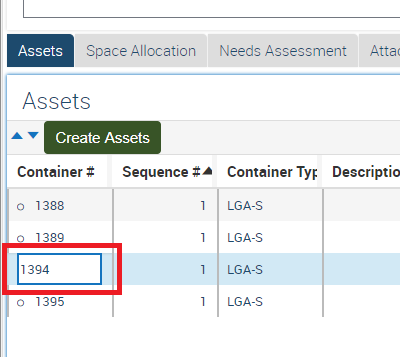 Assets Space Allocation Needs Assessment Attac
Assets
Create Assets
Container # Sequence # Container Typ Descriptio
1388 1 LGA-S
1389 1 LGA-S
1394 1 LGA-S
1395 1 LGA-S